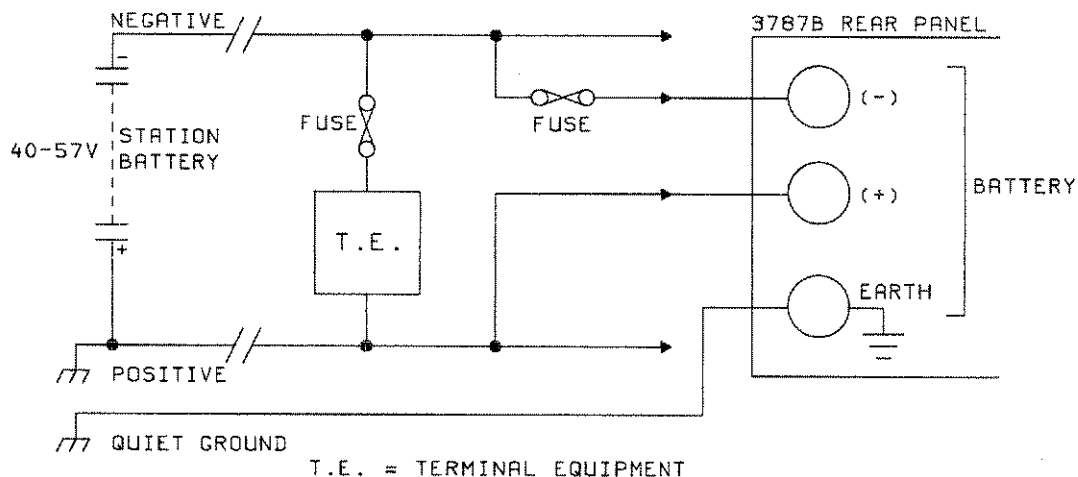 NEGATIVE
3787B REAR PANEL
-
(-)
FUSE
FUSE
40-57V
STATION
BATTERY
(+)
BATTERY
+
T.E.
EARTH
POSITIVE
QUIET GROUND
T.E. = TERMINAL EQUIPMENT